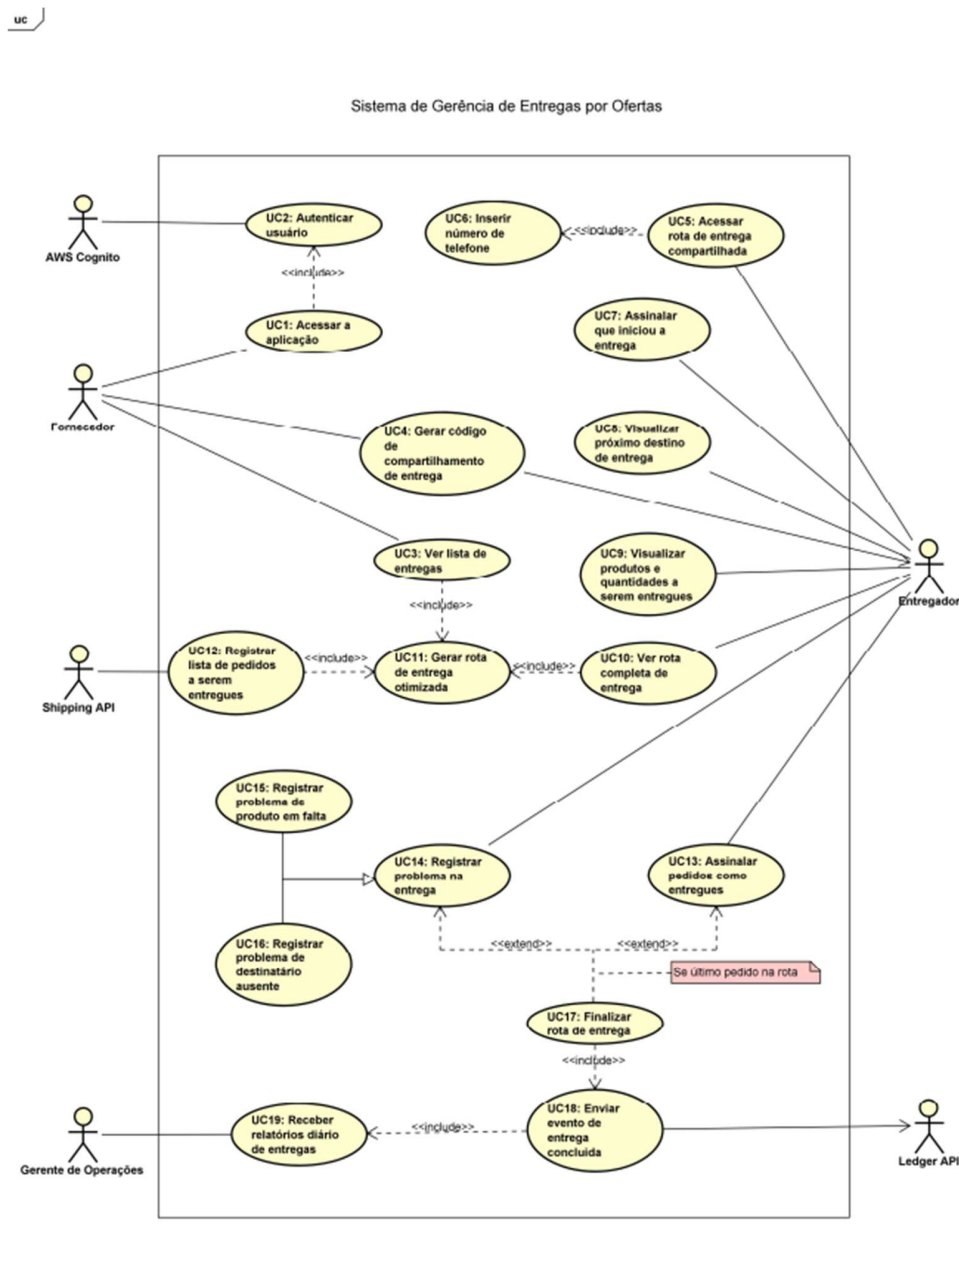 uc
Sistema de Gerência de Entregas por Ofertas
AWS Cognito
UC2: Autenticar
usuário
UC6: Inserir
número de
telefone
<<include>>
UC5: Acessar
rota de entrega
compartilhada
<<include>>
UC1: Acessar a
aplicação
UC7: Assinalar
que iniciou a
entrega
Fornecedor
UC4: Gerar código
de
compartilhamento
de entrega
UC8: Visualizar
próximo destino
de entrega
UC3: Ver lista de
entregas
UC9: Visualizar
produtos e
quantidades a
serem entregues
Entregador
<<include>>
Shipping API
UC12: Registrar
lista de pedidos
a serem
entregues
<<include>>
UC11: Gerar rota
de entrega
otimizada
<<include>>
UC10: Ver rota
completa de
entrega
UC15: Registrar
problema de
produto em falta
UC14: Registrar
problema na
entrega
UC13: Assinalar
pedidos como
entregues
UC16: Registrar
problema de
destinatário
ausente
<<extend>>
<<extend>>
Se último pedido na rota
UC17: Finalizar
rota de entrega
<<include>>
Gerente de Operações
UC19: Receber
relatórios diário
de entregas
<<include>>
UC18: Enviar
evento de
entrega
concluída
Ledger API